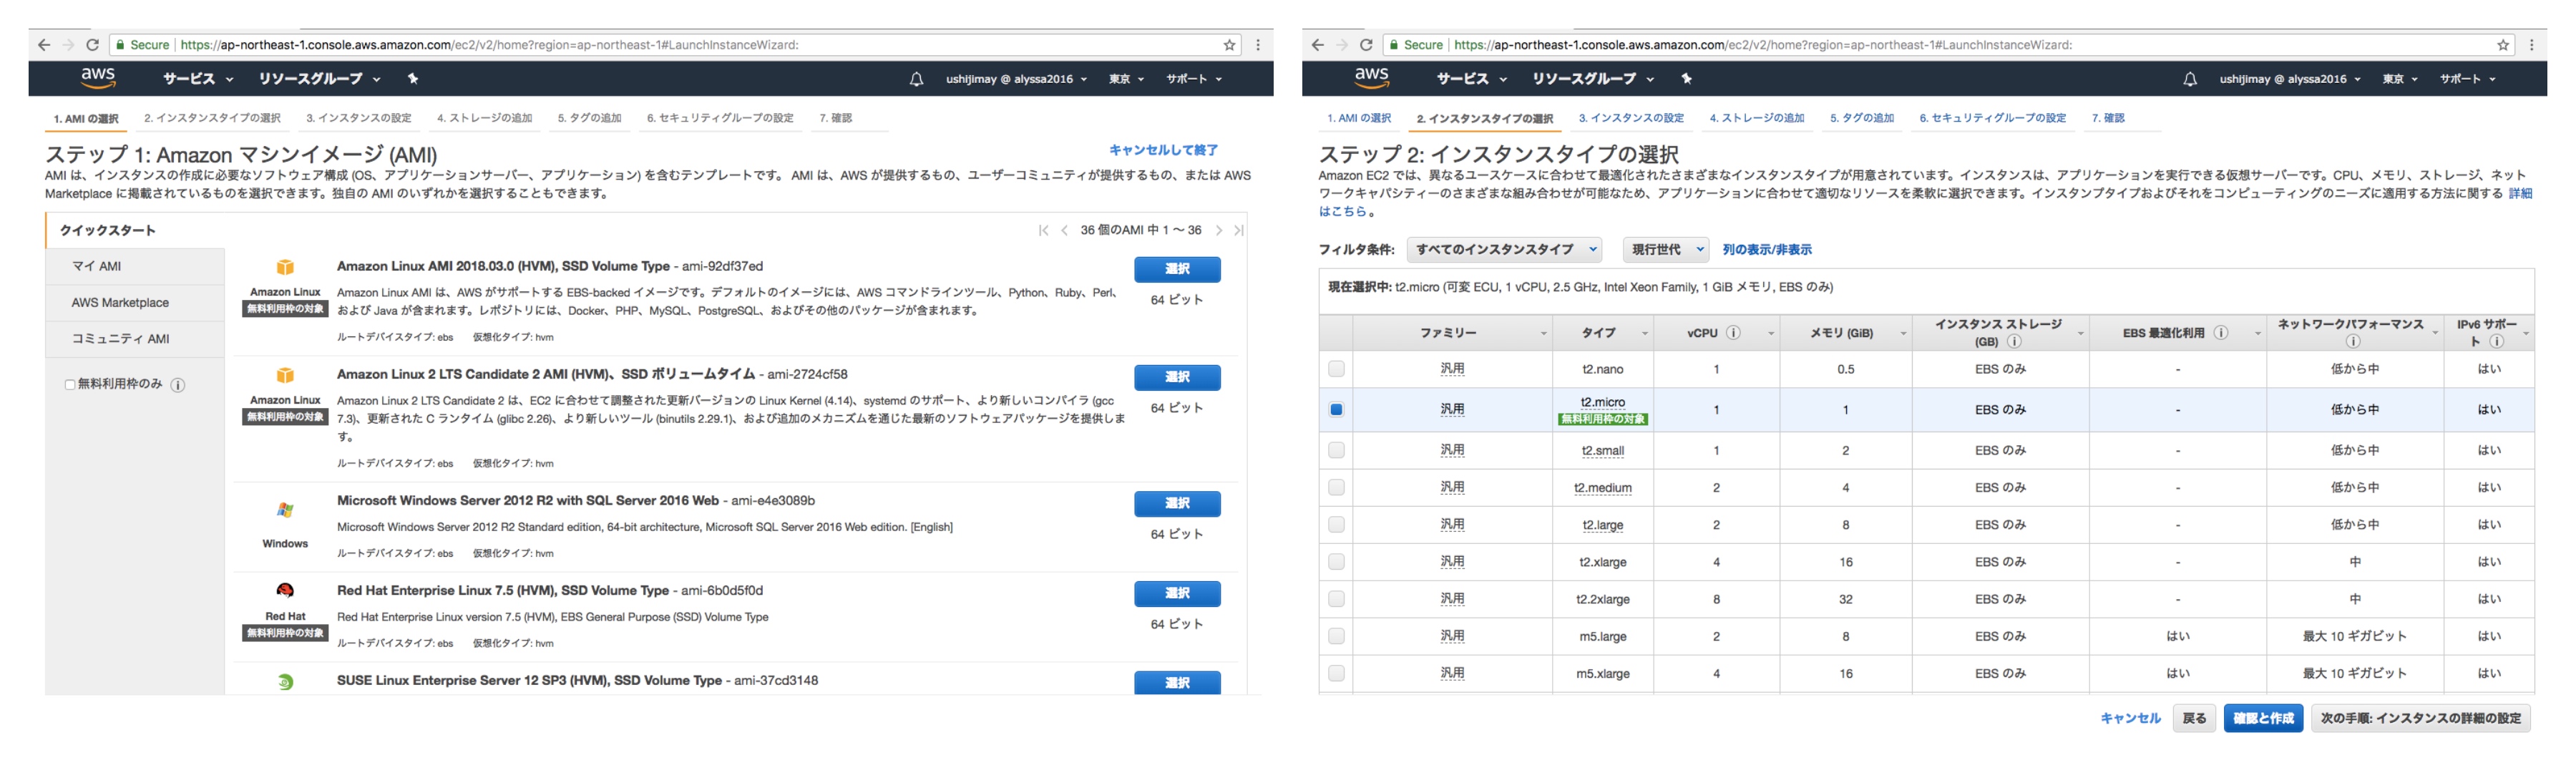 Secure | https://ap-northeast-1.console.aws.amazon.com/ec2/v2/home?region=ap-northeast-1#LaunchInstanceWizard:
aws サービス リソースグループ ushijimay @ alyssa2016 東京 サポート
1. AMI の選択 2. インスタンスタイプの選択 3. インスタンスの設定 4. ストレージの追加 5. タグの追加 6. セキュリティグループの設定 7. 確認
ステップ 1: Amazon マシンイメージ (AMI)
キャンセルして終了
AMI は、インスタンスの作成に必要なソフトウェア構成 (OS、アプリケーションサーバー、アプリケーション) を含むテンプレートです。 AMI は、AWS が提供するもの、ユーザーコミュニティが提供するもの、または AWS
Marketplace に掲載されているものを選択できます。独自の AMI のいずれかを選択することもできます。
クイックスタート
36 個のAMI 中 1 ～ 36
マイ AMI
AWS Marketplace
コミュニティ AMI
無料利用枠のみ
Amazon Linux
無料利用枠の対象
Amazon Linux AMI 2018.03.0 (HVM), SSD Volume Type - ami-92df37ed
Amazon Linux AMI は、AWS がサポートする EBS-backed イメージです。デフォルトのイメージには、AWS コマンドラインツール、Python、Ruby、Perl、
および Java が含まれます。レポジトリには、Docker、PHP、MySQL、PostgreSQL、およびその他のパッケージが含まれます。
ルートデバイスタイプ: ebs 仮想化タイプ: hvm
選択
64 ビット
Amazon Linux
無料利用枠の対象
Amazon Linux 2 LTS Candidate 2 AMI (HVM)、SSD ボリュームタイム - ami-2724cf58
Amazon Linux 2 LTS Candidate 2 は、EC2 に合わせて調整された更新バージョンの Linux Kernel (4.14)、systemd のサポート、より新しいコンパイラ (gcc
7.3)、更新された C ランタイム (glibc 2.26)、より新しいツール (binutils 2.29.1)、および追加のメカニズムを通じた最新のソフトウェアパッケージを提供しま
す。
ルートデバイスタイプ: ebs 仮想化タイプ: hvm
選択
64 ビット
Windows
Microsoft Windows Server 2012 R2 with SQL Server 2016 Web - ami-e4e3089b
Microsoft Windows Server 2012 R2 Standard edition, 64-bit architecture, Microsoft SQL Server 2016 Web edition. [English]
ルートデバイスタイプ: ebs 仮想化タイプ: hvm
選択
64 ビット
Red Hat
無料利用枠の対象
Red Hat Enterprise Linux 7.5 (HVM), SSD Volume Type - ami-6b0d5f0d
Red Hat Enterprise Linux version 7.5 (HVM), EBS General Purpose (SSD) Volume Type
ルートデバイスタイプ: ebs 仮想化タイプ: hvm
選択
64 ビット
SUSE Linux Enterprise Server 12 SP3 (HVM), SSD Volume Type - ami-37cd3148
選択
Secure | https://ap-northeast-1.console.aws.amazon.com/ec2/v2/home?region=ap-northeast-1#LaunchInstanceWizard:
aws サービス リソースグループ ushijimay @ alyssa2016 東京 サポート
1. AMI の選択 2. インスタンスタイプの選択 3. インスタンスの設定 4. ストレージの追加 5. タグの追加 6. セキュリティグループの設定 7. 確認
ステップ 2: インスタンスタイプの選択
Amazon EC2 では、異なるユースケースに合わせて最適化されたさまざまなインスタンスタイプが用意されています。インスタンスは、アプリケーションを実行できる仮想サーバーです。CPU、メモリ、ストレージ、ネット
ワークキャパシティーのさまざまな組み合わせが可能なため、アプリケーションに合わせて適切なリソースを柔軟に選択できます。インスタンプタイプおよびそれをコンピューティングのニーズに適用する方法に関する 詳細
はこちら 。
フィルタ条件: すべてのインスタンスタイプ 現行世代 列の表示/非表示
現在選択中: t2.micro (可変 ECU, 1 vCPU, 2.5 GHz, Intel Xeon Family, 1 GiB メモリ, EBS のみ)
ファミリー タイプ vCPU メモリ (GiB) インスタンス ストレージ (GB) EBS 最適化利用 ネットワークパフォーマンス IPv6 サポート
汎用 t2.nano 1 0.5 EBS のみ - 低から中 はい
汎用 t2.micro 無料利用枠の対象 1 1 EBS のみ - 低から中 はい
汎用 t2.small 1 2 EBS のみ - 低から中 はい
汎用 t2.medium 2 4 EBS のみ - 低から中 はい
汎用 t2.large 2 8 EBS のみ - 低から中 はい
汎用 t2.xlarge 4 16 EBS のみ - 中 はい
汎用 t2.2xlarge 8 32 EBS のみ - 中 はい
汎用 m5.large 2 8 EBS のみ はい 最大 10 ギガビット はい
汎用 m5.xlarge 4 16 EBS のみ はい 最大 10 ギガビット はい
キャンセル 戻る 確認と作成 次の手順: インスタンスの詳細の設定